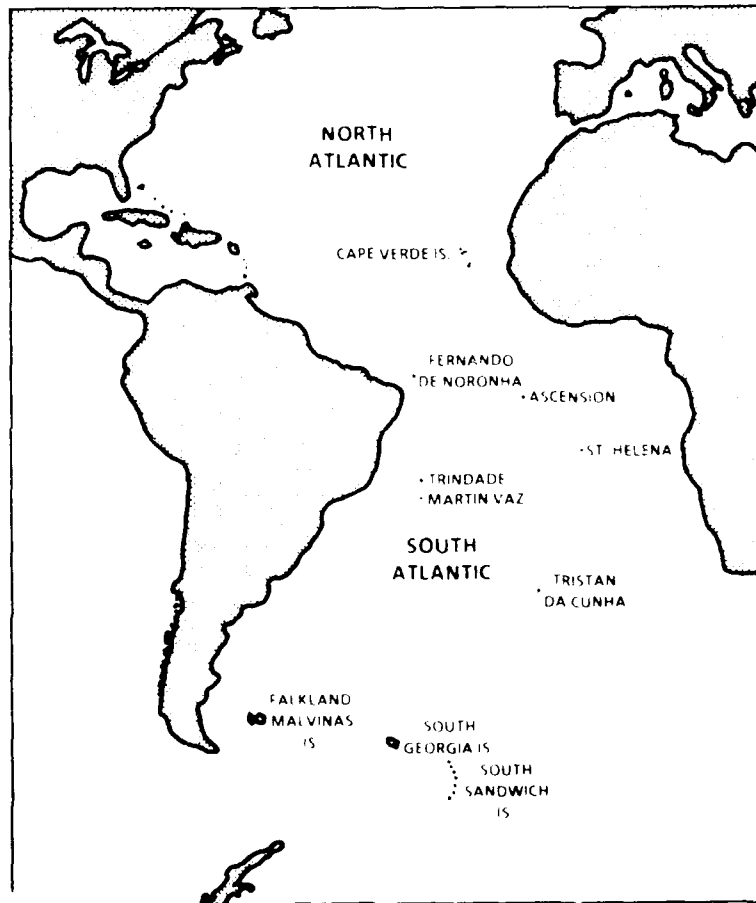 NORTH
ATLANTIC
CAPE VERDE IS.
FERNANDO
DE NORONHA
ASCENSION
ST. HELENA
TRINDADE
MARTIN VAZ
SOUTH
ATLANTIC
TRISTAN
DA CUNHA
FALKLAND
MALVINAS
IS
SOUTH
GEORGIA IS
SOUTH
SANDWICH
IS